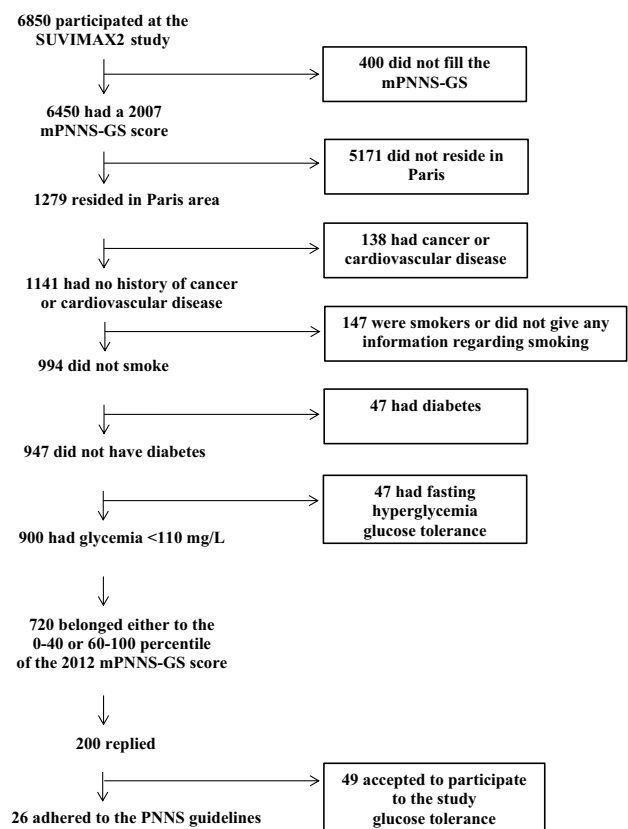 6850 participated at the
SUVIMAX2 study
400 did not fill the
mPNNS-GS
6450 had a 2007
mPNNS-GS score
5171 did not reside in
Paris
1279 resided in Paris area
138 had cancer or
cardiovascular disease
1141 had no history of cancer
or cardiovascular disease
147 were smokers or did not give any
information regarding smoking
994 did not smoke
47 had diabetes
947 did not have diabetes
47 had fasting
hyperglycemia
glucose tolerance
900 had glycemia <110 mg/L
720 belonged either to the
0-40 or 60-100 percentile
of the 2012 mPNNS-GS score
200 replied
49 accepted to participate
to the study
glucose tolerance
26 adhered to the PNNS guidelines